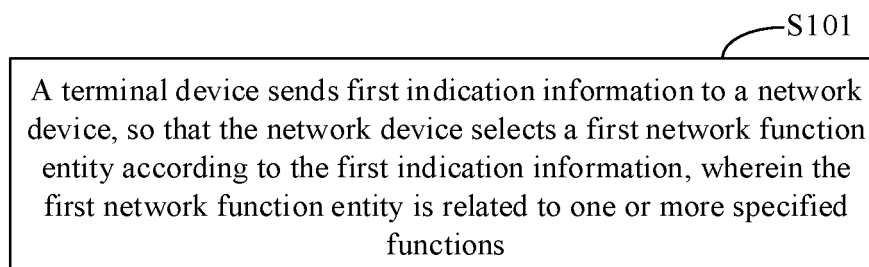 S101
A terminal device sends first indication information to a network
device, so that the network device selects a first network function
entity according to the first indication information, wherein the
first network function entity is related to one or more specified
functions